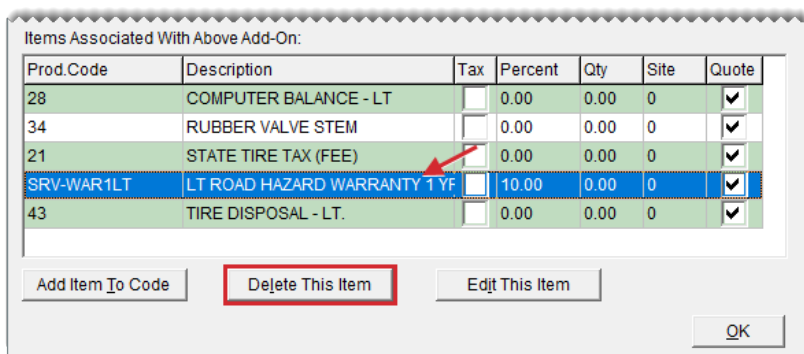 Items Associated With Above Add-On:
Prod.Code Description Tax Percent Qty Site Quote
28 COMPUTER BALANCE - LT 0.00 0.00 0
34 RUBBER VALVE STEM 0.00 0.00 0
21 STATE TIRE TAX (FEE) 0.00 0.00 0
SRV-WAR1LT LT ROAD HAZARD WARRANTY 1 YF 10.00 0.00 0
43 TIRE DISPOSAL - LT. 0.00 0.00 0
Add Item To Code Delete This Item Edit This Item
OK